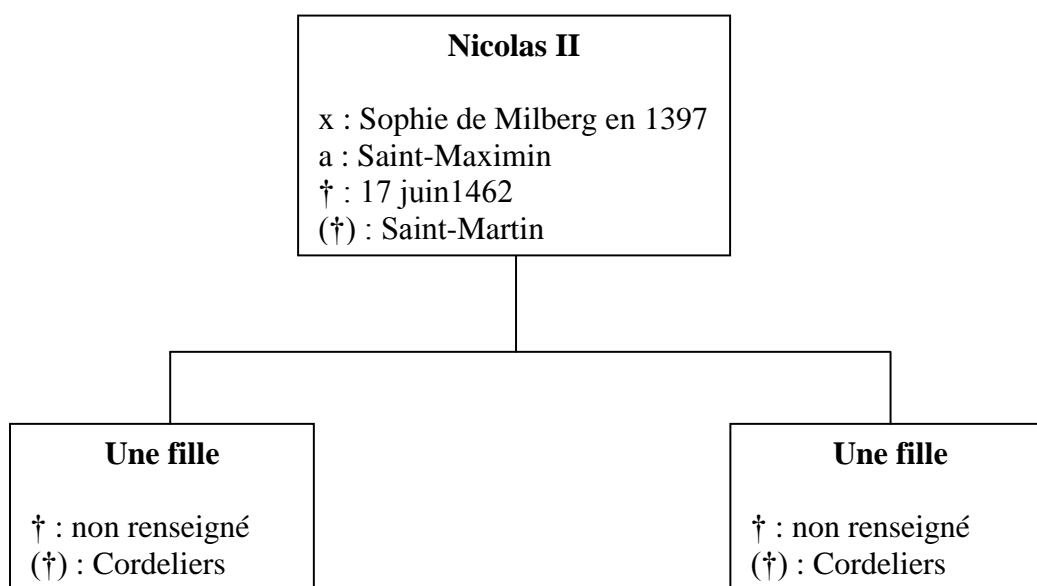 Nicolas II
x : Sophie de Milberg en 1397
a : Saint-Maximin
† : 17 juin1462
(†) : Saint-Martin
Une fille
† : non renseigné
(†) : Cordeliers
Une fille
† : non renseigné
(†) : Cordeliers